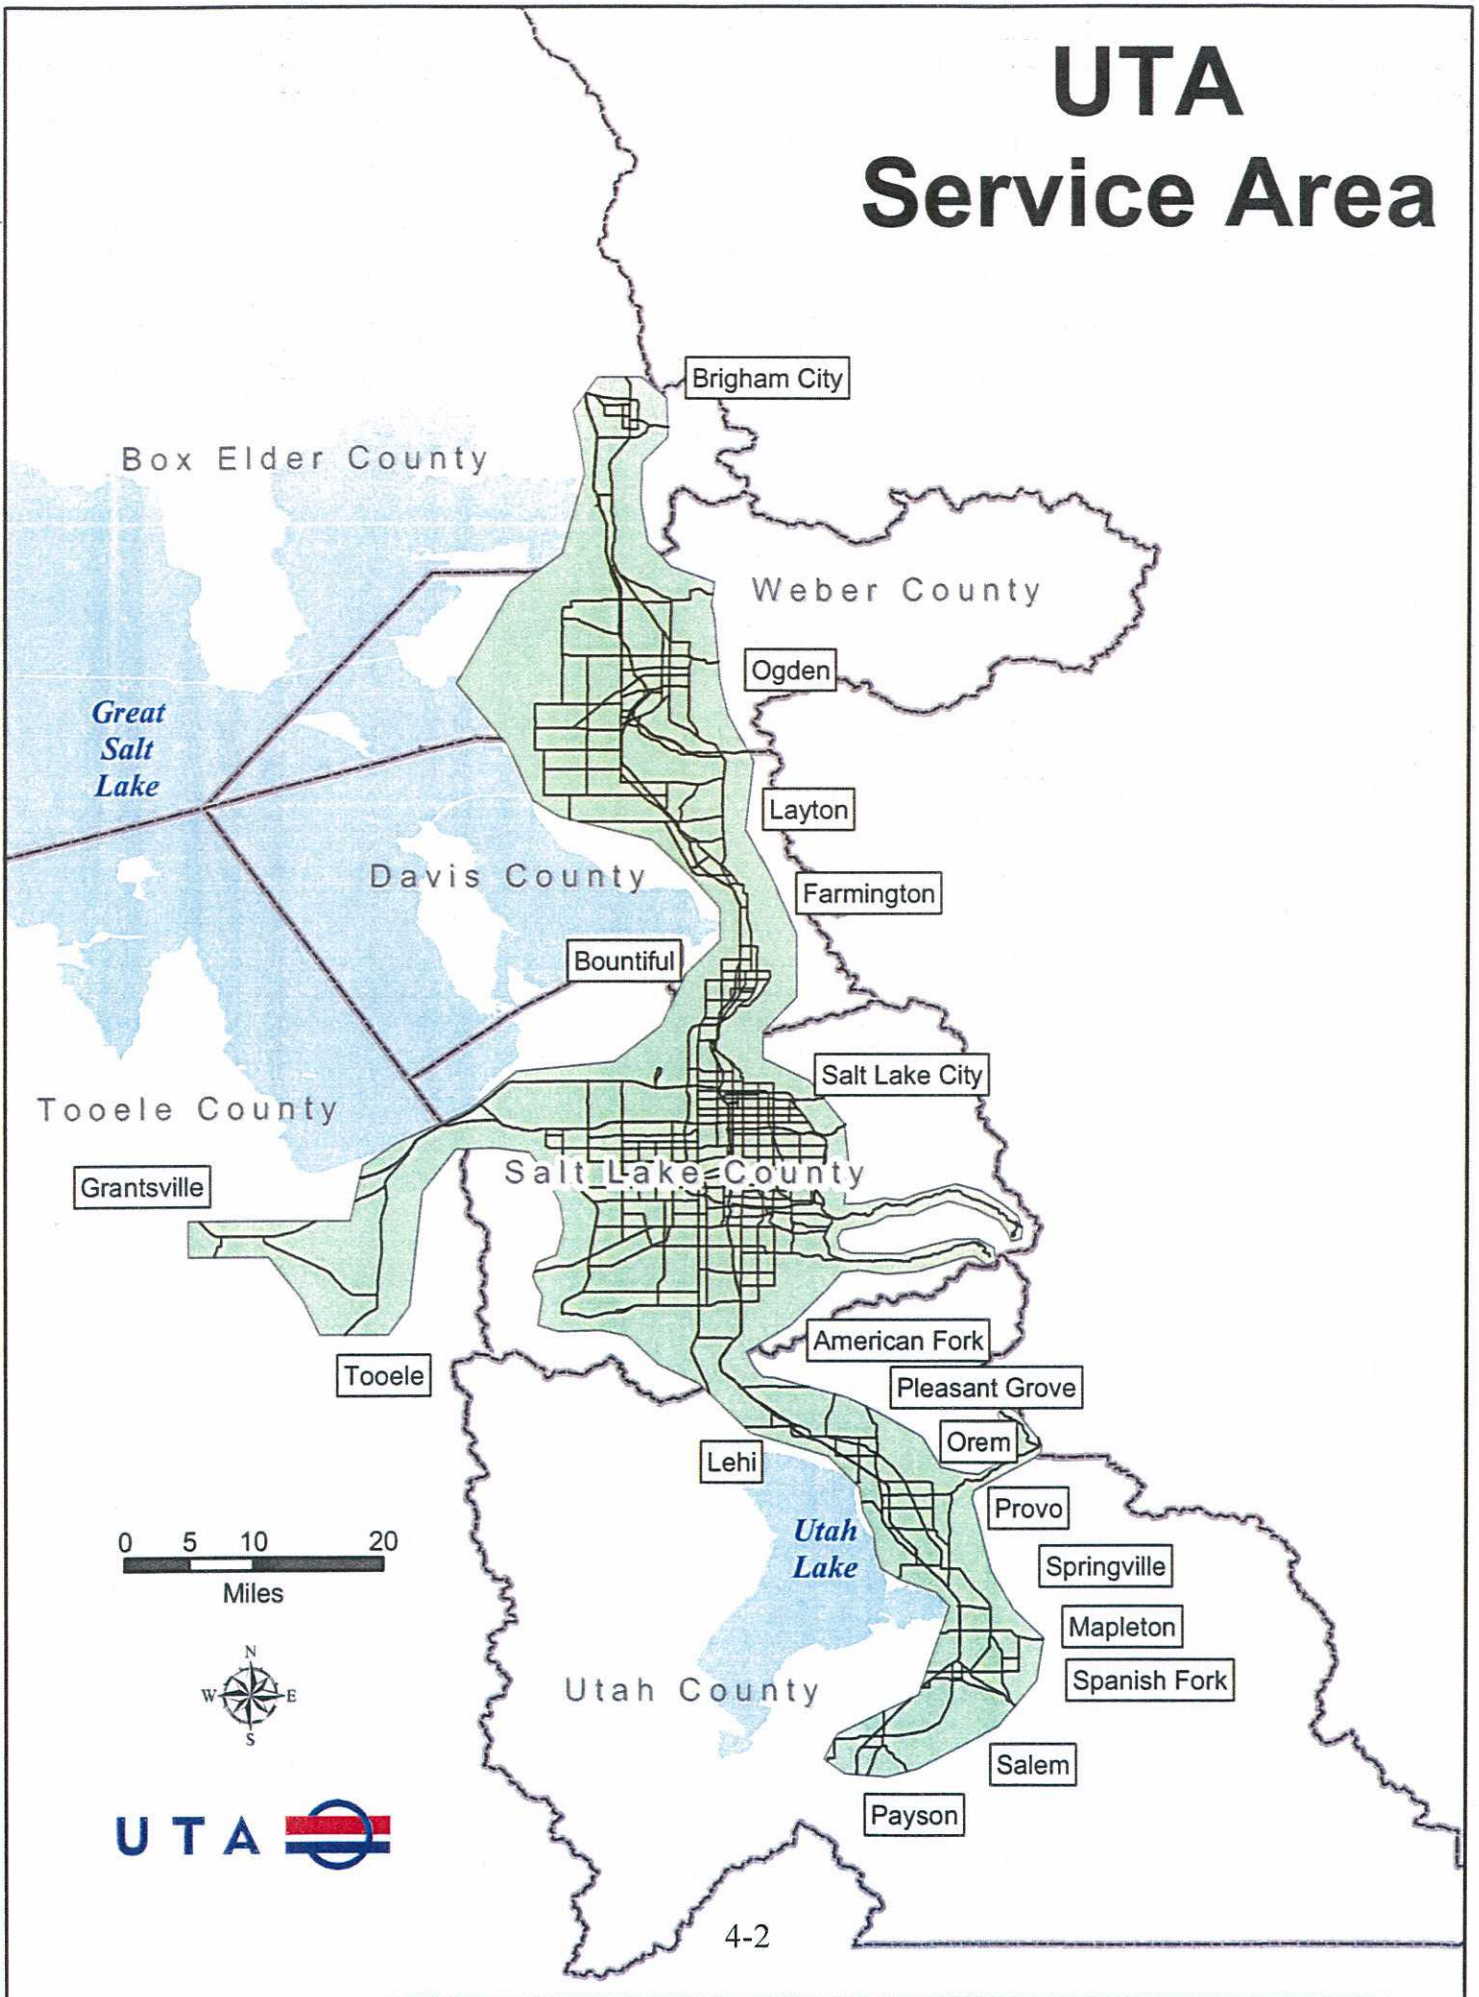 UTA
Service Area
Brigham City
Box Elder County
Weber County
Ogden
Great
Salt
Lake
Layton
Davis County
Farmington
Bountiful
Salt Lake City
Tooele County
Salt Lake County
Grantsville
American Fork
Tooele
Pleasant Grove
Orem
Lehi
Provo
Utah
Lake
0 5 10 20
Miles
Springville
Mapleton
N
W E
S
Utah County
Spanish Fork
Salem
Payson
UTA
4-2